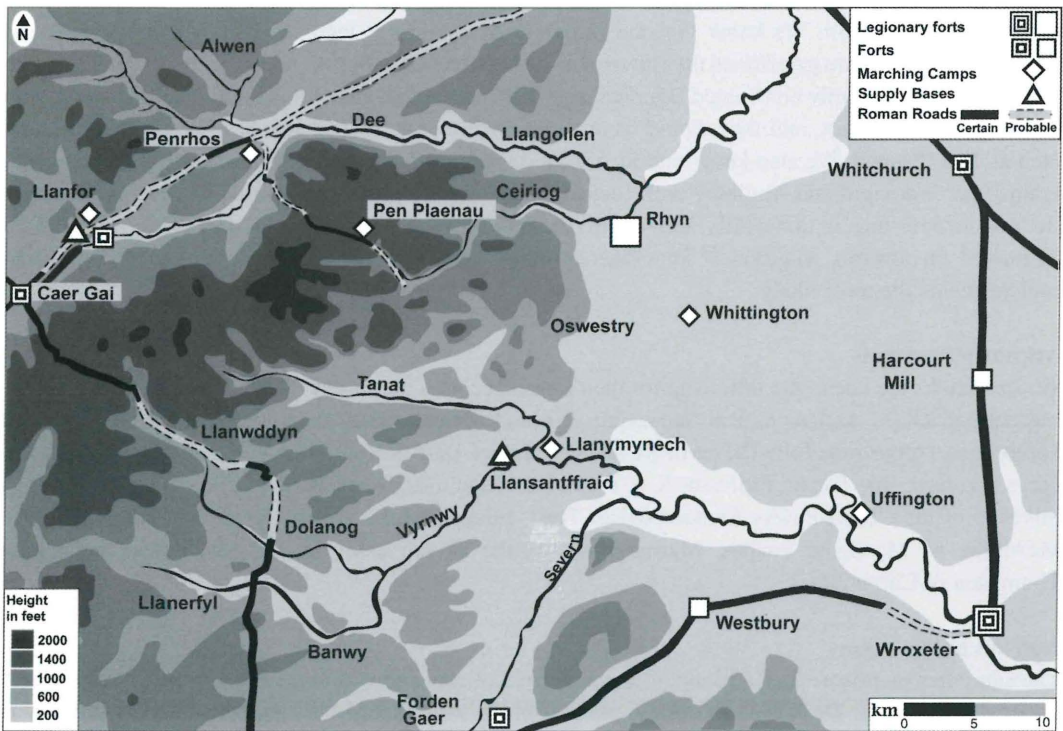 N
Alwen
Legionary forts
Forts
Marching Camps
Supply Bases
Roman Roads
Certain
Probable
Penrhos
Dee
Llangollen
Whitchurch
Llanfor
Ceiriog
Pen Plaenau
Rhyn
Caer Gai
Whittington
Oswestry
Harcourt
Mill
Tanat
Llanwddyn
Llanymynech
Llansantffraid
Uffington
Vyrnwy
Dolanog
Severn
Llanerfyl
Banwy
Westbury
Wroxeter
Forden
Gaer
Height
in feet
2000
1400
1000
600
200
km
0
5
10